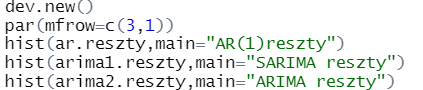 dev.new()
par(mfrow=c(3,1))
hist(ar.reszty,main="AR(1)reszty")
hist(arima1.reszty,main="SARIMA reszty")
hist(arima2.reszty,main="ARIMA reszty")